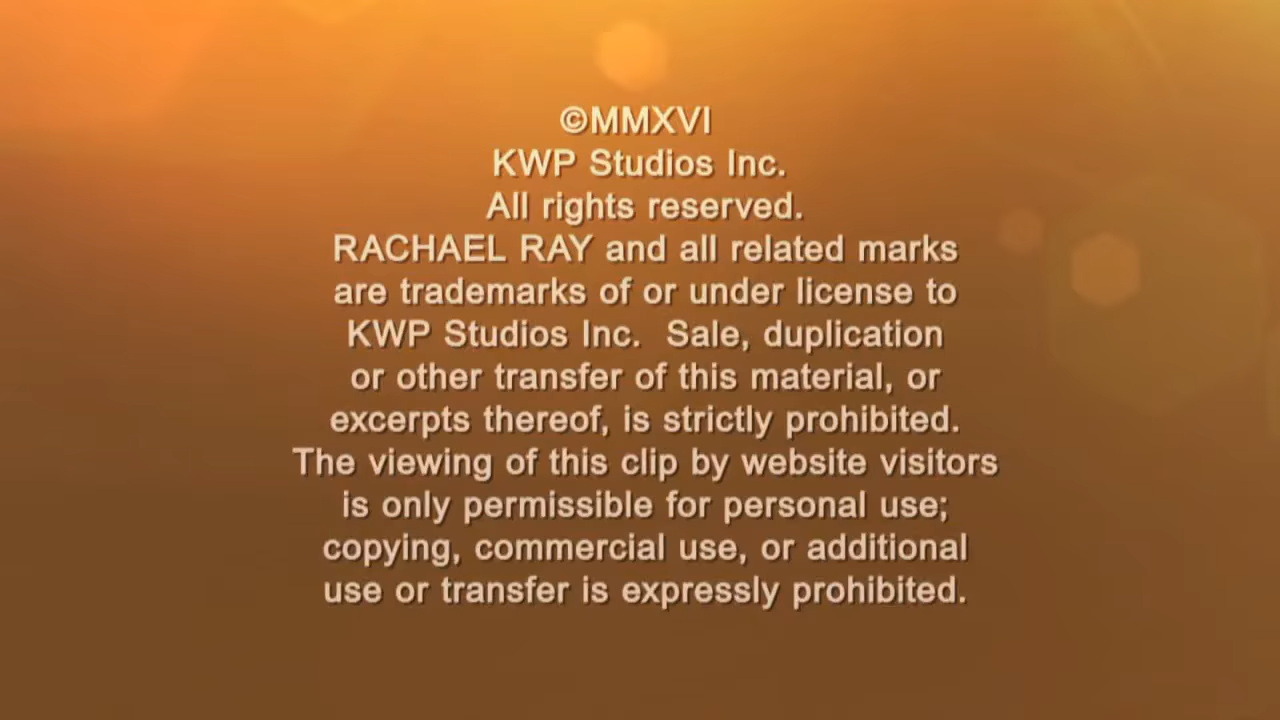 ©MMXVI
KWP Studios Inc.
All rights reserved.
RACHAEL RAY and all related marks
are trademarks of or under license to
KWP Studios Inc.  Sale, duplication
or other transfer of this material, or
excerpts thereof, is strictly prohibited.
The viewing of this clip by website visitors
is only permissible for personal use;
copying, commercial use, or additional
use or transfer is expressly prohibited.